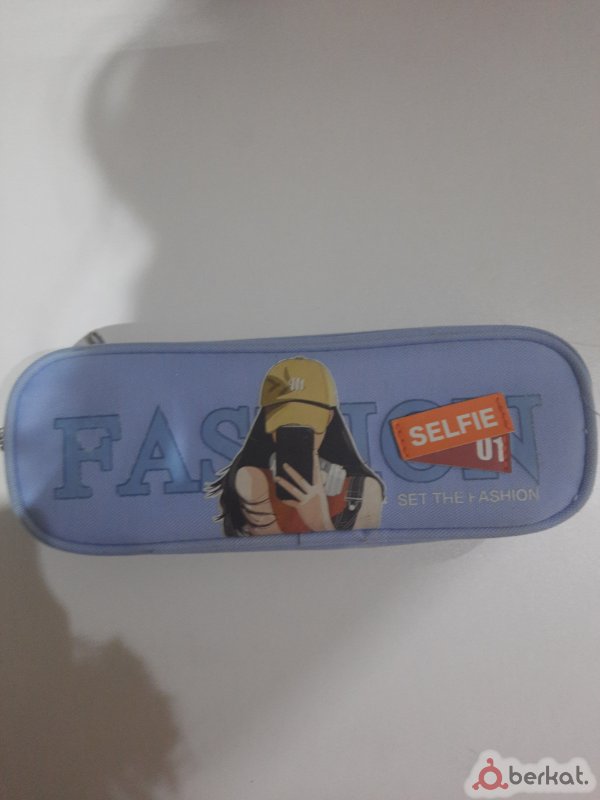 FASHION
SELFIE
01
SET THE FASHION
berkat.